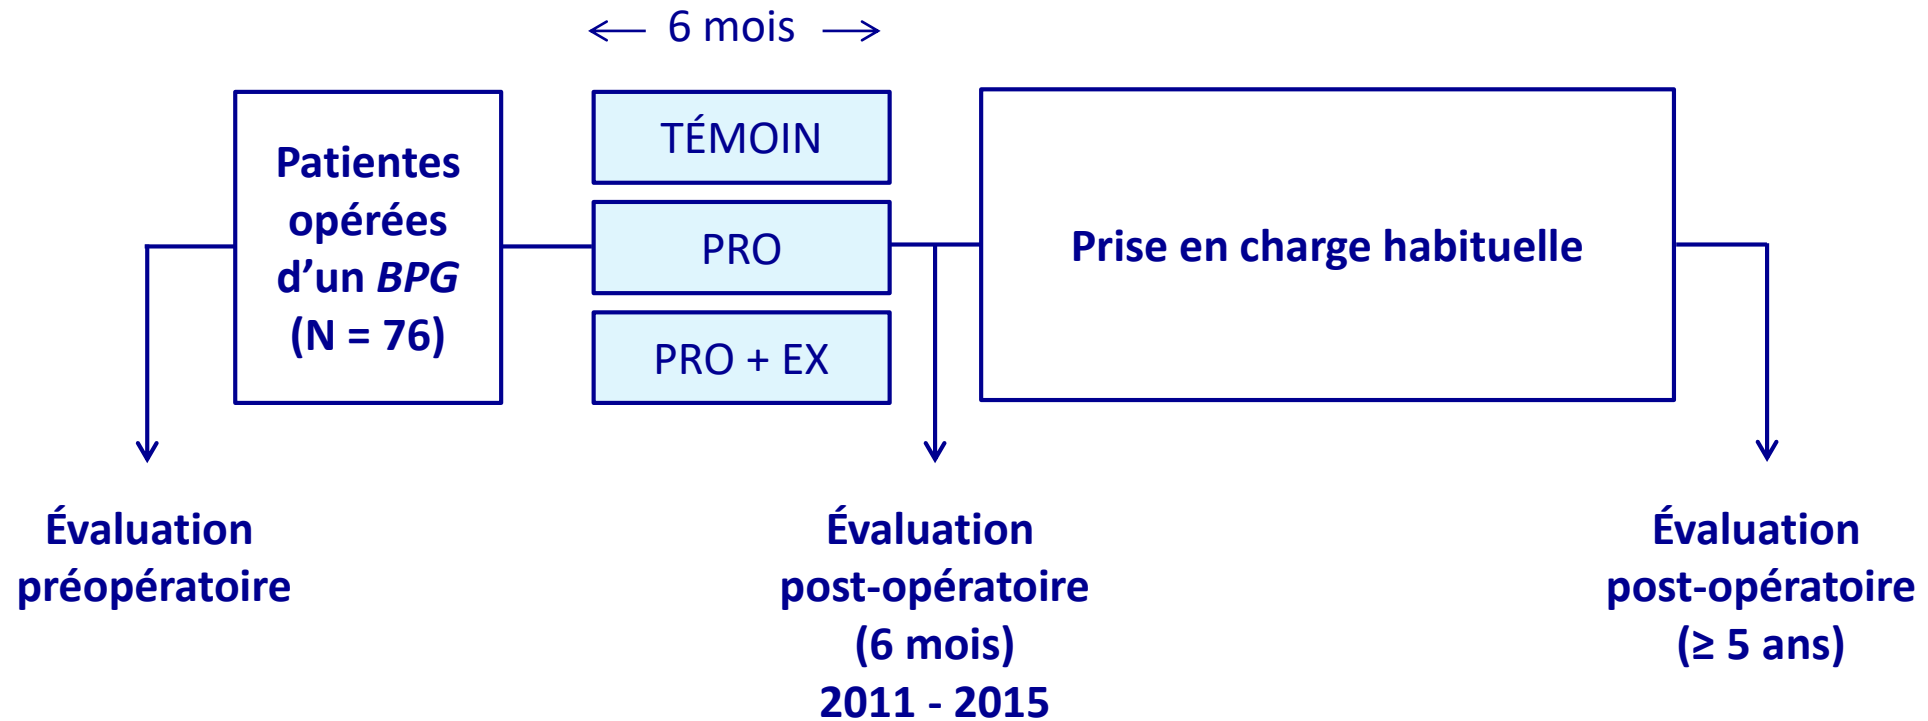 6 mois
Patientes
opérées
d’un BPG
(N = 76)
TÉMOIN
PRO
PRO + EX
Prise en charge habituelle
Évaluation
préopératoire
Évaluation
post-opératoire
(6 mois)
2011 - 2015
Évaluation
post-opératoire
(≥ 5 ans)